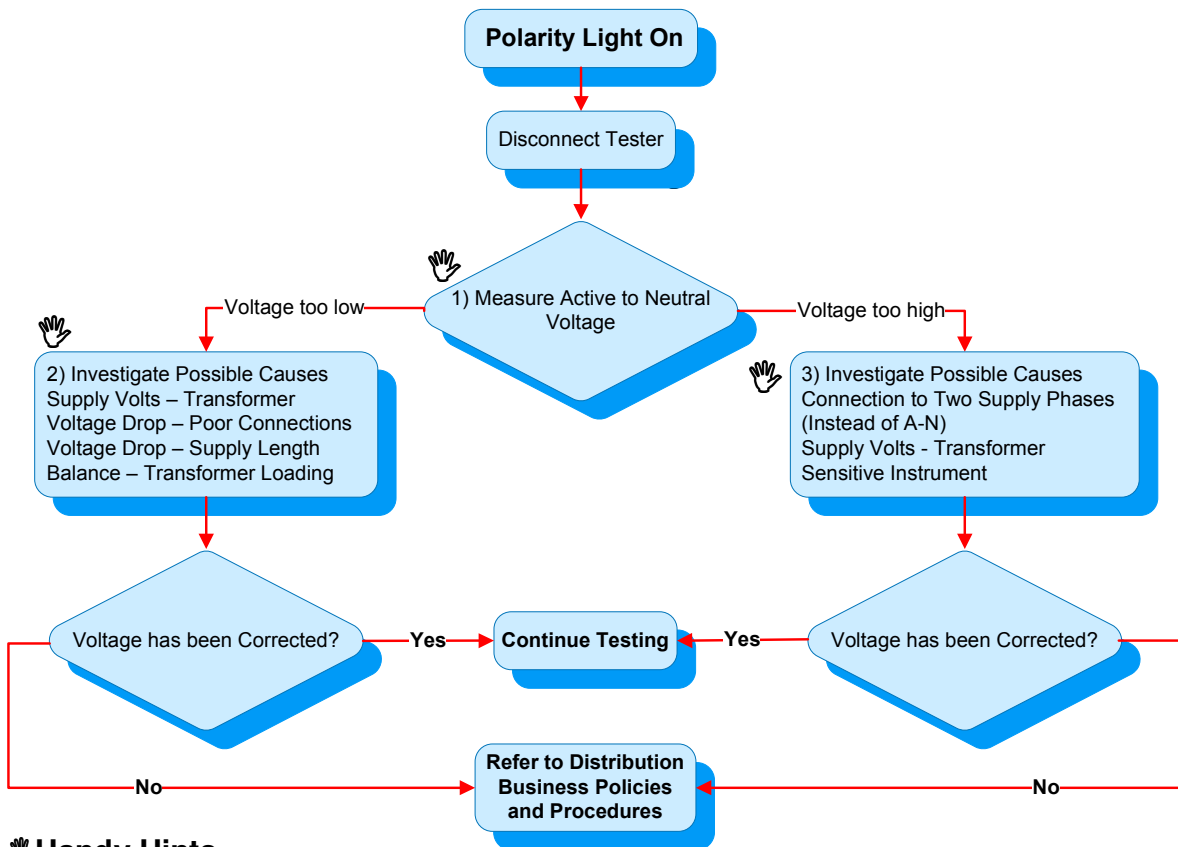 Polarity Light On
Disconnect Tester
1) Measure Active to Neutral
Voltage
Voltage too low
Voltage too high
2) Investigate Possible Causes
Supply Volts – Transformer
Voltage Drop – Poor Connections
Voltage Drop – Supply Length
Balance – Transformer Loading
3) Investigate Possible Causes
Connection to Two Supply Phases
(Instead of A-N)
Supply Volts - Transformer
Sensitive Instrument
Voltage has been Corrected?
Yes
Continue Testing
Yes
Voltage has been Corrected?
No
Refer to Distribution
Business Policies
and Procedures
No
Handy Hints